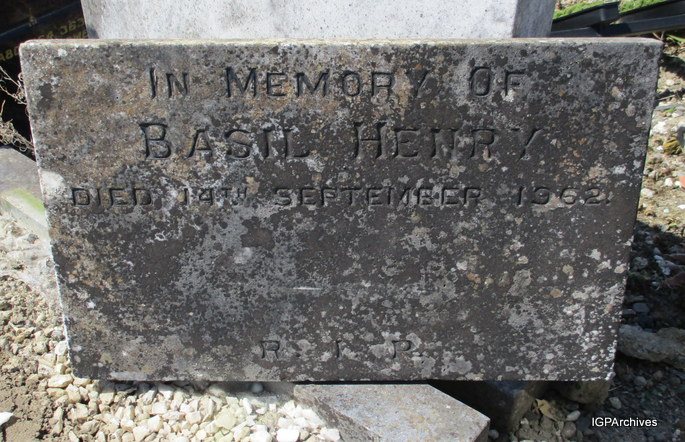 In Memory Of
Basil Henry
Died 14th September 1962.
R. I. P.
IGPArchives